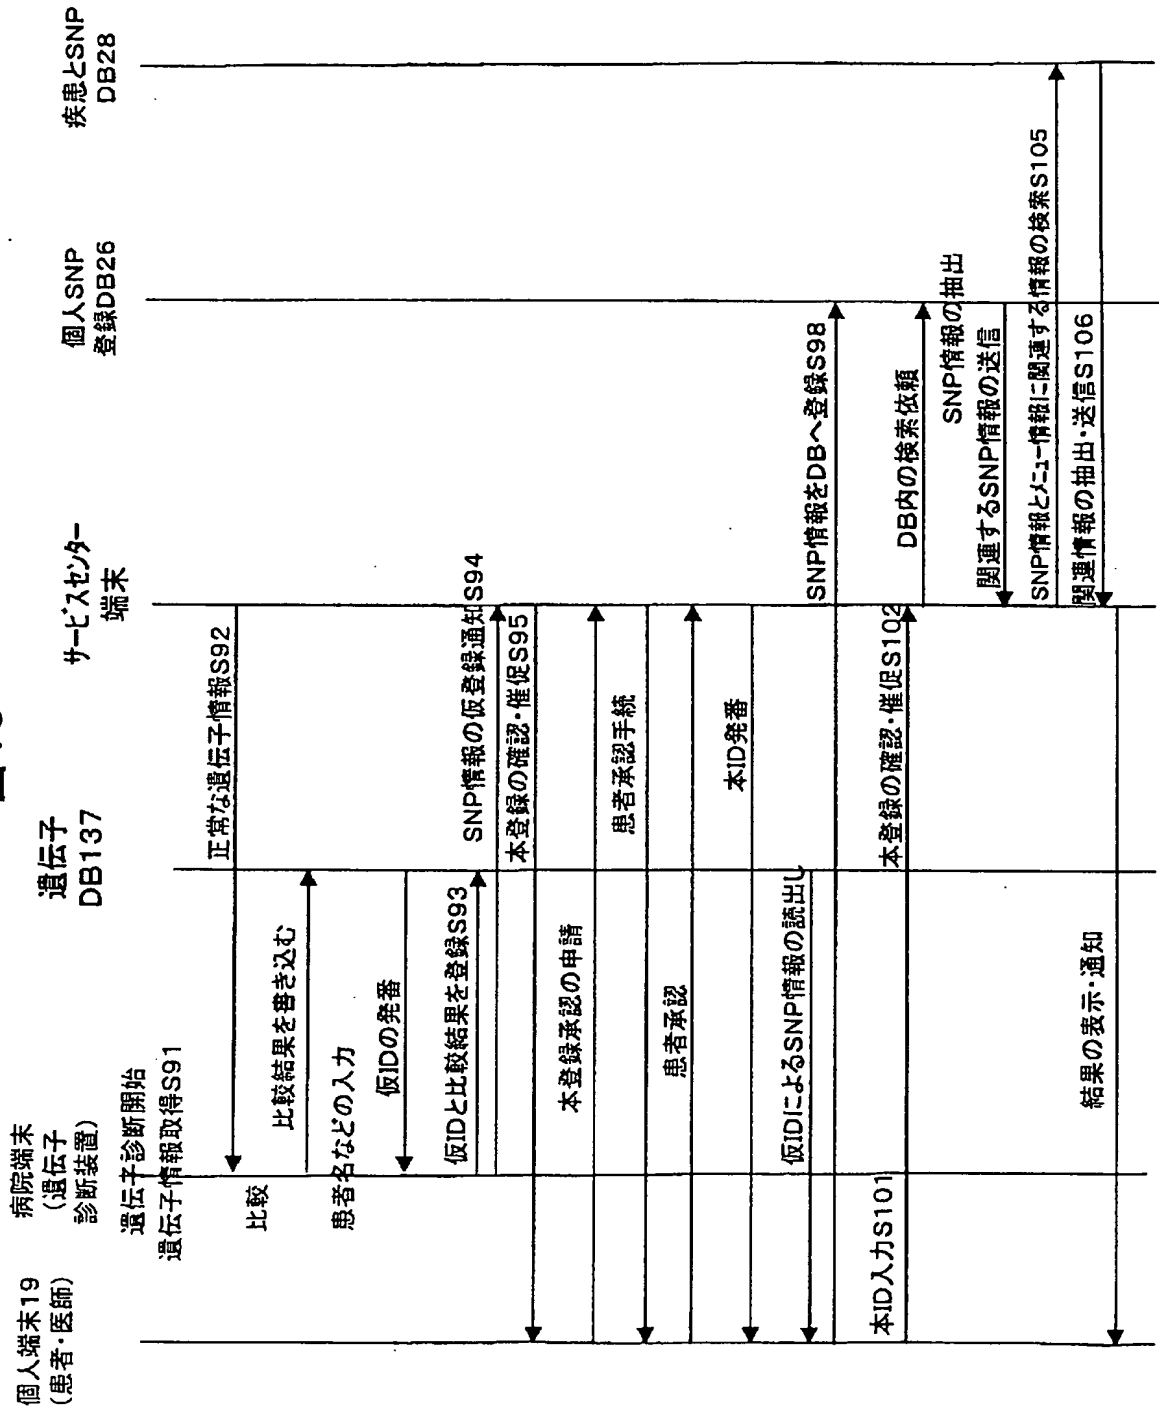 個人端末19
(患者・医師)
病院端末
(遺伝子
診断装置)
遺伝子
DB137
サービスセンター
端末
個人SNP
登録DB26
疾患とSNP
DB28
遺伝子診断開始
遺伝子情報取得S91
正常な遺伝子情報S92
比較
比較結果を書き込む
患者名などの入力
仮IDの発番
仮IDと比較結果を登録S93
SNP情報の仮登録通知S94
本登録の確認・催促S95
本登録承認の申請
患者承認手続
患者承認
本ID発番
仮IDによるSNP情報の読出し
SNP情報をDBへ登録S98
本ID入力S101
本登録の確認・催促S102
DB内の検索依頼
SNP情報の抽出
関連するSNP情報の送信
SNP情報とメニュー情報に関連する情報の検索S105
関連情報の抽出・送信S106
結果の表示・通知